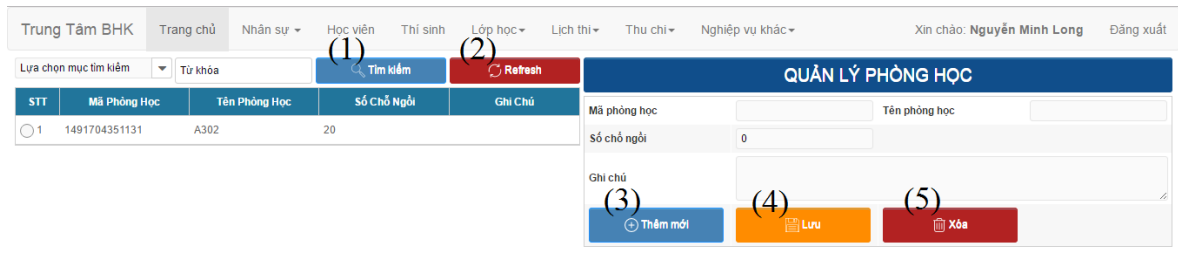 Trung Tâm BHK Trang chủ Nhân sự Học viên Thí sinh Lớp học Lịch thi Thu chi Nghiệp vụ khác Xin chào: Nguyễn Minh Long Đăng xuất
(1) (2)
Lựa chọn mục tìm kiếm Từ khóa Tìm kiếm Refresh
QUẢN LÝ PHÒNG HỌC
STT Mã Phòng Học Tên Phòng Học Số Chỗ Ngồi Ghi Chú
1 1491704351131 A302 20
Mã phòng học Tên phòng học
Số chỗ ngồi 0
Ghi chú
(3) (4) (5)
Thêm mới Lưu Xóa